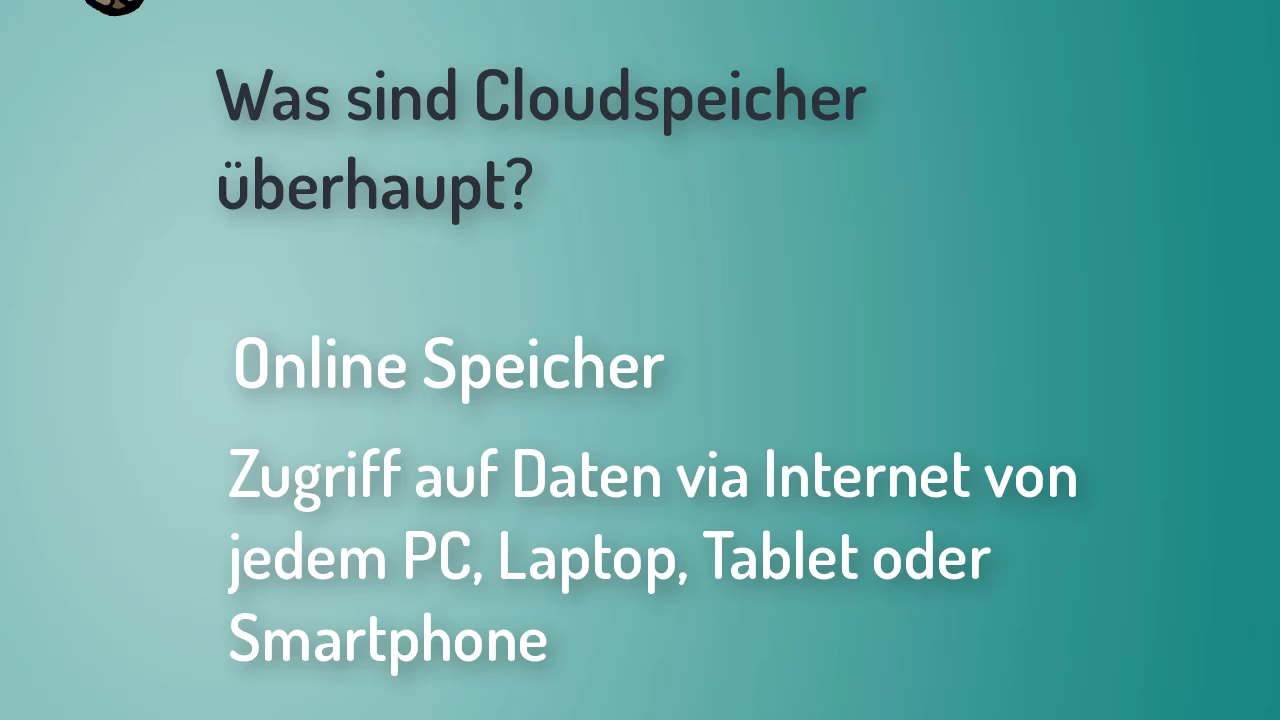 Was sind Cloudspeicher
überhaupt?
Online Speicher
Zugriff auf Daten via Internet von
jedem PC, Laptop, Tablet oder
Smartphone